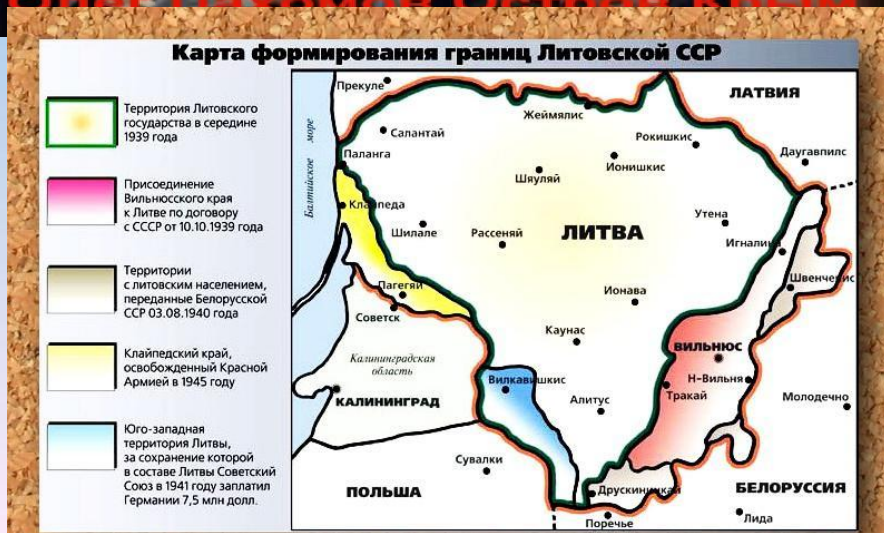 Карта формирования границ Литовской ССР
Территория Литовского
государства в середине
1939 года
Присоединение
Вильнюсского края
к Литве по договору
с СССР от 10.10.1939 года
Территории
с литовским населением,
переданные Белорусской
ССР 03.08.1940 года
Клайпедский край,
освобожденный Красной
Армией в 1945 году
Юго-западная
территория Литвы,
за сохранение которой
в составе Литвы Советский
Союз в 1941 году заплатил
Германии 7,5 млн долл.
Прекуле
ЛАТВИЯ
Жеймялис
Салантай
Рокишкис
Даугавпилс
Паланга
Ионишкис
Шяуляй
Балтийское море
Клайпеда
Утена
Шилале
Рассеняй
ЛИТВА
Игналина
Швенченис
Пагегяй
Ионава
Советск
Каунас
ВИЛЬНЮС
Калининградская
область
Вилкавишкис
Н-Вильня
Тракай
КАЛИНИНГРАД
Алитус
Молодечно
Сувалки
ПОЛЬША
Друскининкай
БЕЛОРУССИЯ
Поречье
Лида